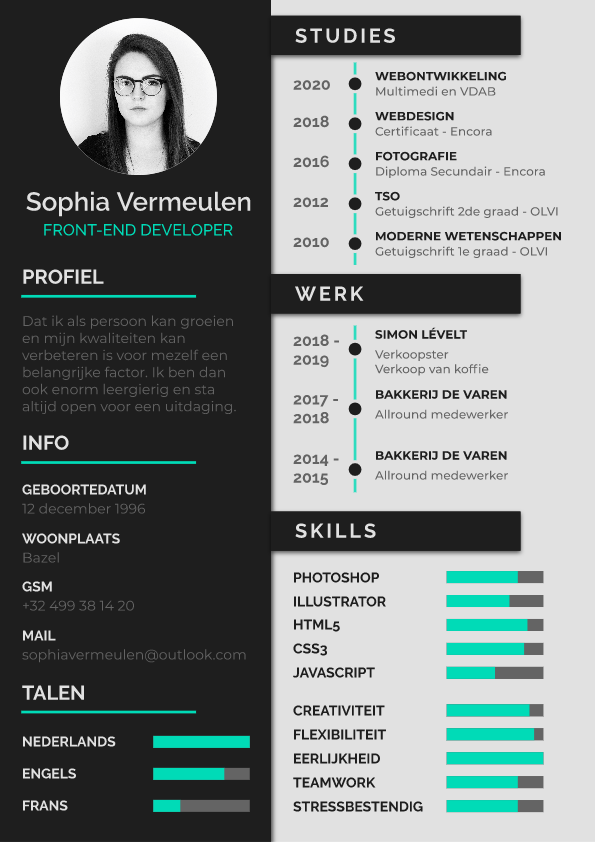 Sophia Vermeulen
FRONT-END DEVELOPER
PROFIEL
Dat ik als persoon kan groeien
en mijn kwaliteiten kan
verbeteren is voor mezelf een
belangrijke factor. Ik ben dan
ook enorm leergierig en sta
altijd open voor een uitdaging.
INFO
GEBOORTEDATUM
12 december 1996
WOONPLAATS
Bazel
GSM
+32 499 38 14 20
MAIL
sophiavermeulen@outlook.com
TALEN
NEDERLANDS
ENGELS
FRANS
STUDIES
2020
WEBONTWIKKELING
Multimedi en VDAB
2018
WEBDESIGN
Certificaat - Encora
2016
FOTOGRAFIE
Diploma Secundair - Encora
2012
TSO
Getuigschrift 2de graad - OLVI
2010
MODERNE WETENSCHAPPEN
Getuigschrift 1e graad - OLVI
WERK
2018 -
2019
SIMON LÉVELT
Verkoopster
Verkoop van koffie
2017 -
2018
BAKKERIJ DE VAREN
Allround medewerker
2014 -
2015
BAKKERIJ DE VAREN
Allround medewerker
SKILLS
PHOTOSHOP
ILLUSTRATOR
HTML5
CSS3
JAVASCRIPT
CREATIVITEIT
FLEXIBILITEIT
EERLIJKHEID
TEAMWORK
STRESSBESTENDIG